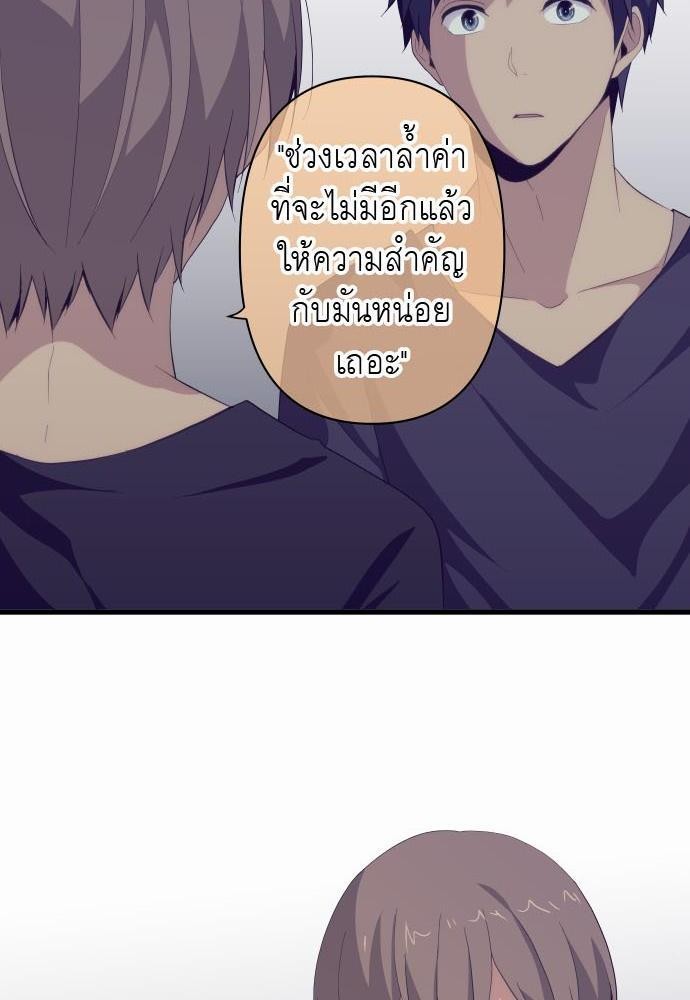 "ช่วงเวลาล้ำค่า
ที่จะไม่มีอีกแล้ว
ให้ความสำคัญ
กับมันหน่อย
เถอะ"